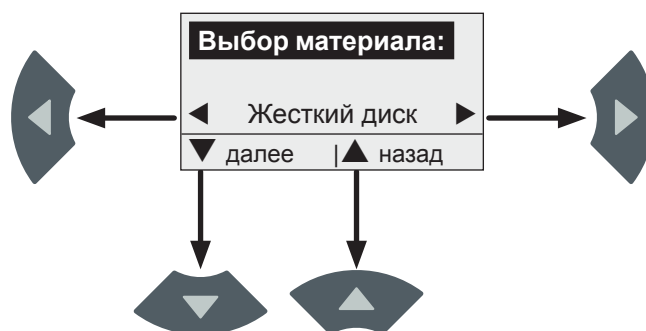 Выбор материала:
◀ Жесткий диск ▶
▼ далее |▲ назад